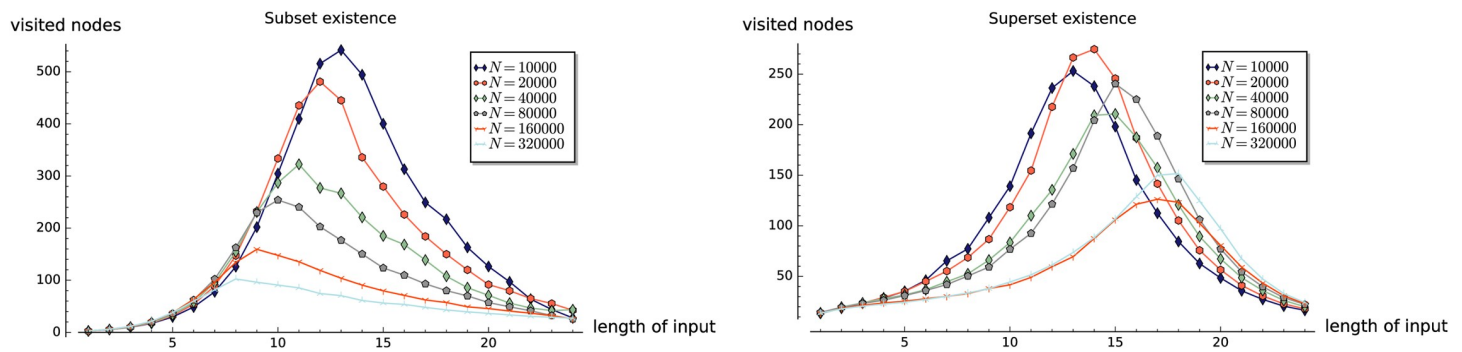 Subset existence
visited nodes
500
400
300
200
100
0
N = 10000
N = 20000
N = 40000
N = 80000
N = 160000
N = 320000
5
10
15
20
length of input
Superset existence
visited nodes
250
200
150
100
50
N = 10000
N = 20000
N = 40000
N = 80000
N = 160000
N = 320000
5
10
15
20
length of input